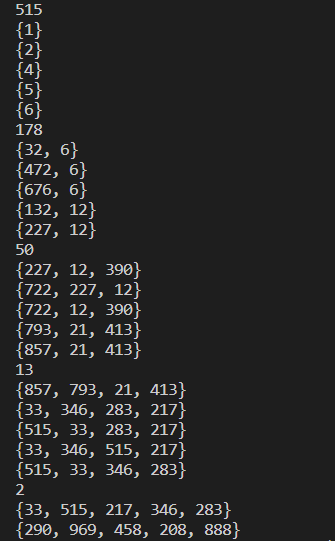 515
{1}
{2}
{4}
{5}
{6}
178
{32, 6}
{472, 6}
{676, 6}
{132, 12}
{227, 12}
50
{227, 12, 390}
{722, 227, 12}
{722, 12, 390}
{793, 21, 413}
{857, 21, 413}
13
{857, 793, 21, 413}
{33, 346, 283, 217}
{515, 33, 283, 217}
{33, 346, 515, 217}
{515, 33, 346, 283}
2
{33, 515, 217, 346, 283}
{290, 969, 458, 208, 888}